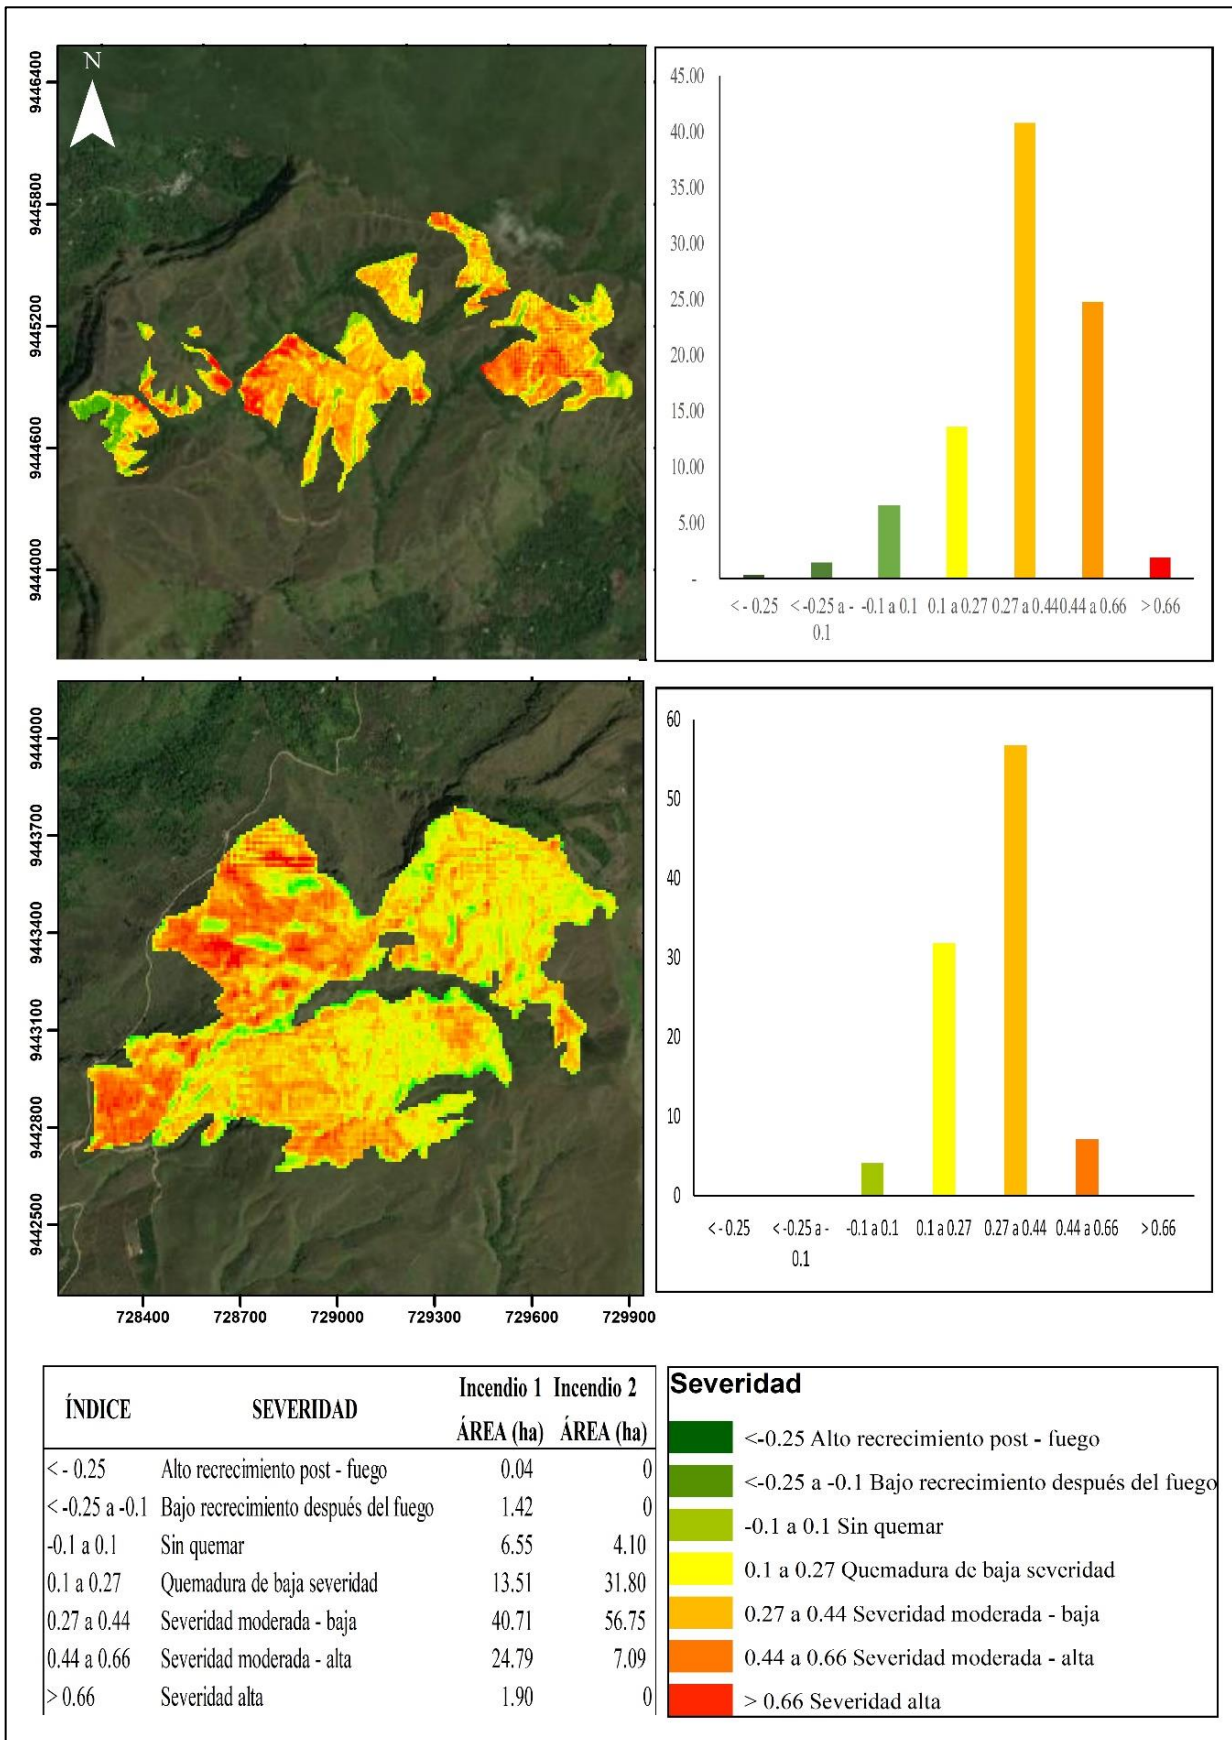 N
9446400
9445800
9445200
9444600
9444000
45.00
40.00
35.00
30.00
25.00
20.00
15.00
10.00
5.00
-
< - 0.25
< -0.25 a -
0.1
-0.1 a 0.1
0.1 a 0.27
0.27 a 0.44
0.44 a 0.66
> 0.66
9444000
9443700
9443400
9443100
9442800
9442500
728400 728700 729000 729300 729600 729900
60
50
40
30
20
10
0
< - 0.25
< -0.25 a -
0.1
-0.1 a 0.1
0.1 a 0.27
0.27 a 0.44
0.44 a 0.66
> 0.66
ÍNDICE SEVERIDAD Incendio 1 Incendio 2
ÁREA (ha) ÁREA (ha)
< - 0.25 Alto recrecimiento post - fuego 0.04 0
< -0.25 a -0.1 Bajo recrecimiento después del fuego 1.42 0
-0.1 a 0.1 Sin quemar 6.55 4.10
0.1 a 0.27 Quemadura de baja severidad 13.51 31.80
0.27 a 0.44 Severidad moderada - baja 40.71 56.75
0.44 a 0.66 Severidad moderada - alta 24.79 7.09
> 0.66 Severidad alta 1.90 0
Severidad
<-0.25 Alto recrecimiento post - fuego
<-0.25 a -0.1 Bajo recrecimiento después del fuego
-0.1 a 0.1 Sin quemar
0.1 a 0.27 Quemadura de baja severidad
0.27 a 0.44 Severidad moderada - baja
0.44 a 0.66 Severidad moderada - alta
> 0.66 Severidad alta